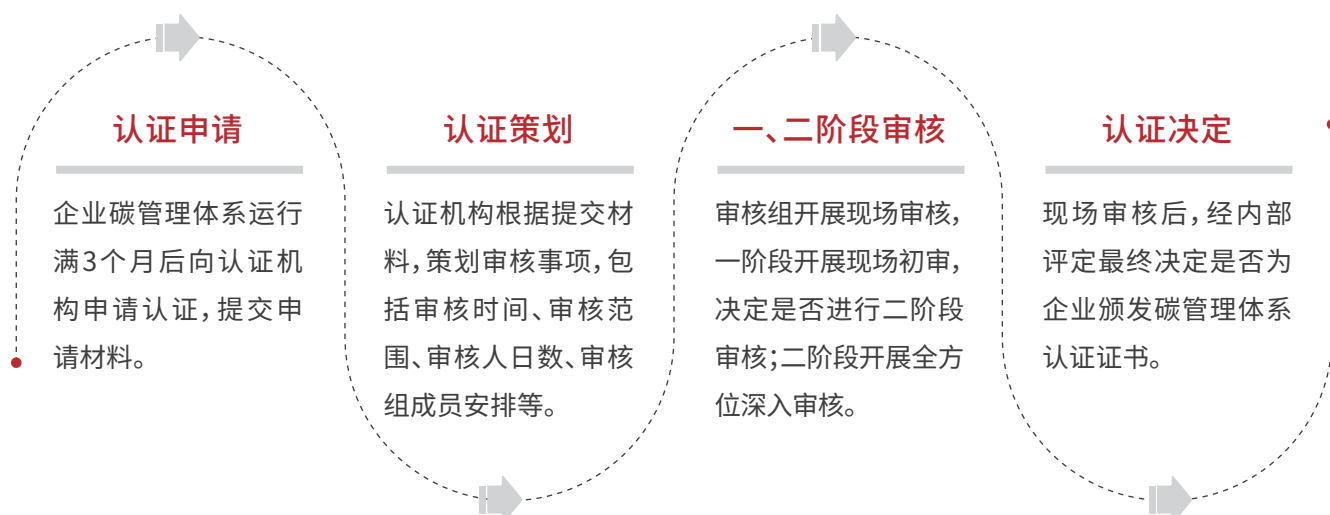 认证申请
企业碳管理体系运行
满3个月后向认证机
构申请认证，提交申
请材料。
认证策划
认证机构根据提交材
料，策划审核事项，包
括审核时间、审核范
围、审核人日数、审核
组成员安排等。
一、二阶段审核
审核组开展现场审核，
一阶段开展现场初审，
决定是否进行二阶段
审核；二阶段开展全方
位深入审核。
认证决定
现场审核后，经内部
评定最终决定是否为
企业颁发碳管理体系
认证证书。